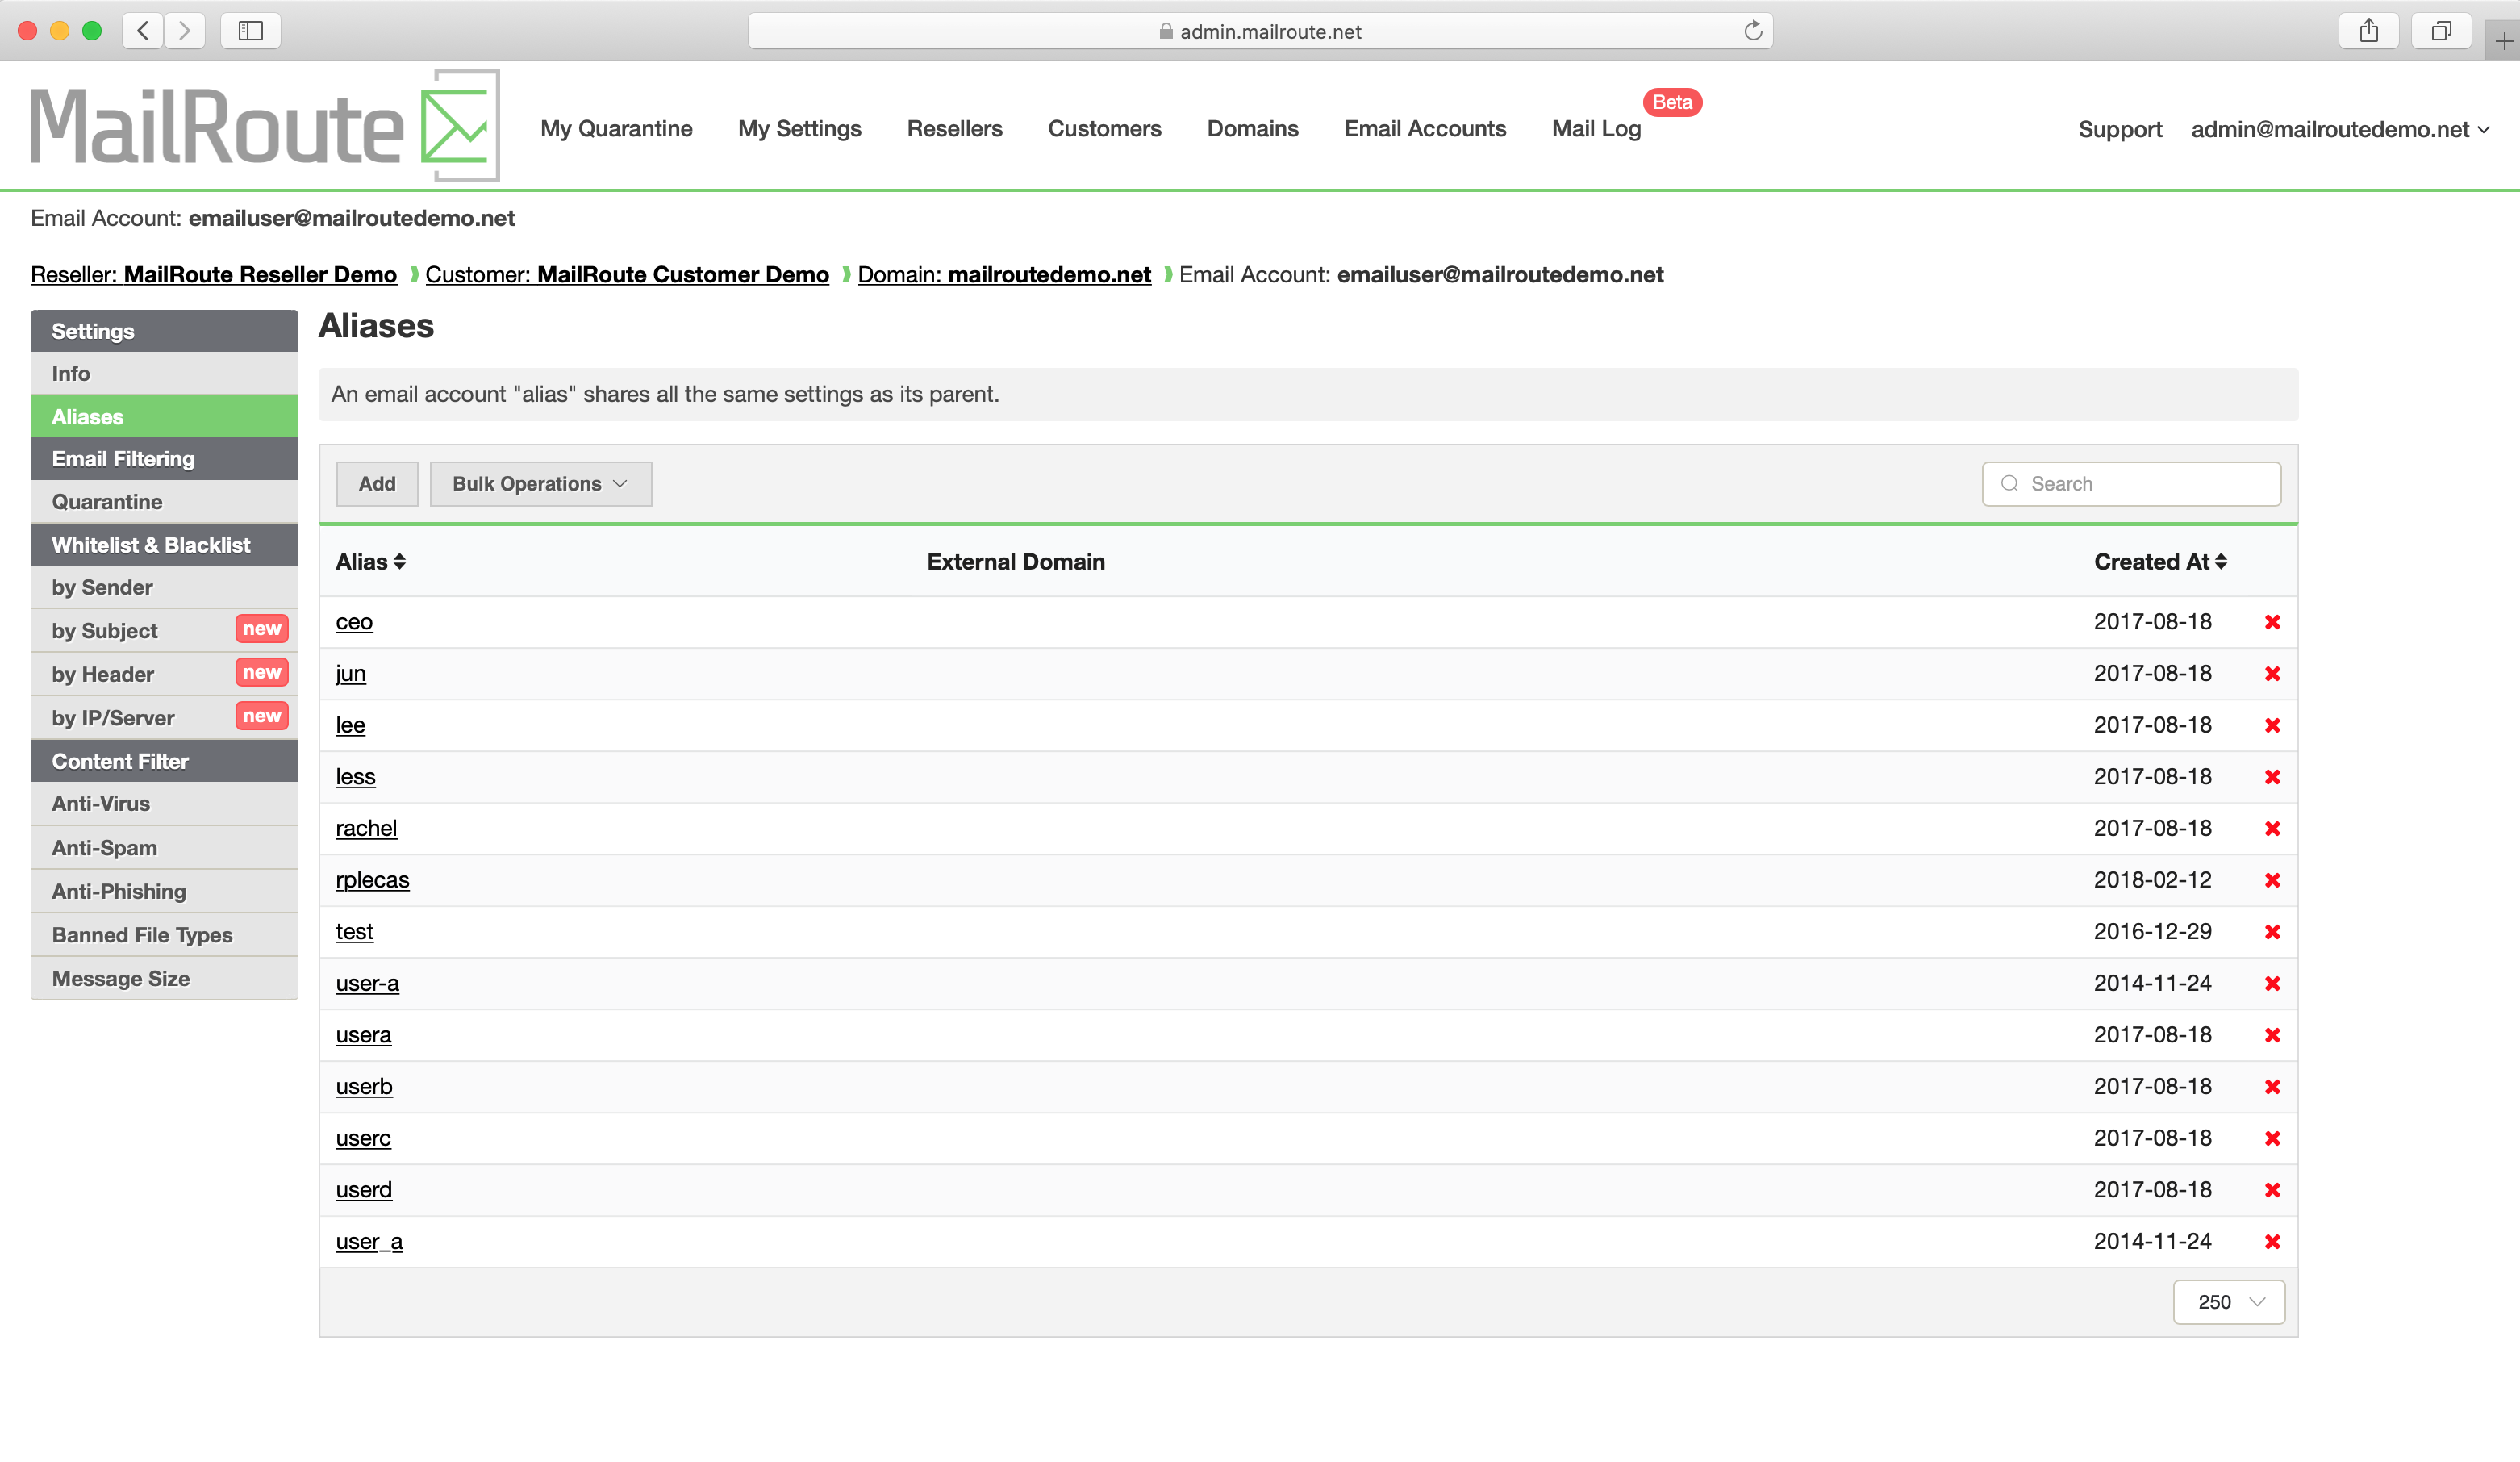 admin.mailroute.net
MailRoute
My Quarantine My Settings Resellers Customers Domains Email Accounts Mail Log Beta Support admin@mailroutedemo.net
Email Account: emailuser@mailroutedemo.net
Reseller: MailRoute Reseller Demo Customer: MailRoute Customer Demo Domain: mailroutedemo.net Email Account: emailuser@mailroutedemo.net
Settings
Info
Aliases
Email Filtering
Quarantine
Whitelist & Blacklist
by Sender
by Subject new
by Header new
by IP/Server new
Content Filter
Anti-Virus
Anti-Spam
Anti-Phishing
Banned File Types
Message Size
Aliases
An email account "alias" shares all the same settings as its parent.
Add Bulk Operations Search
Alias External Domain Created At
ceo 2017-08-18
jun 2017-08-18
lee 2017-08-18
less 2017-08-18
rachel 2017-08-18
rplecas 2018-02-12
test 2016-12-29
user-a 2014-11-24
usera 2017-08-18
userb 2017-08-18
userc 2017-08-18
userd 2017-08-18
user_a 2014-11-24
250